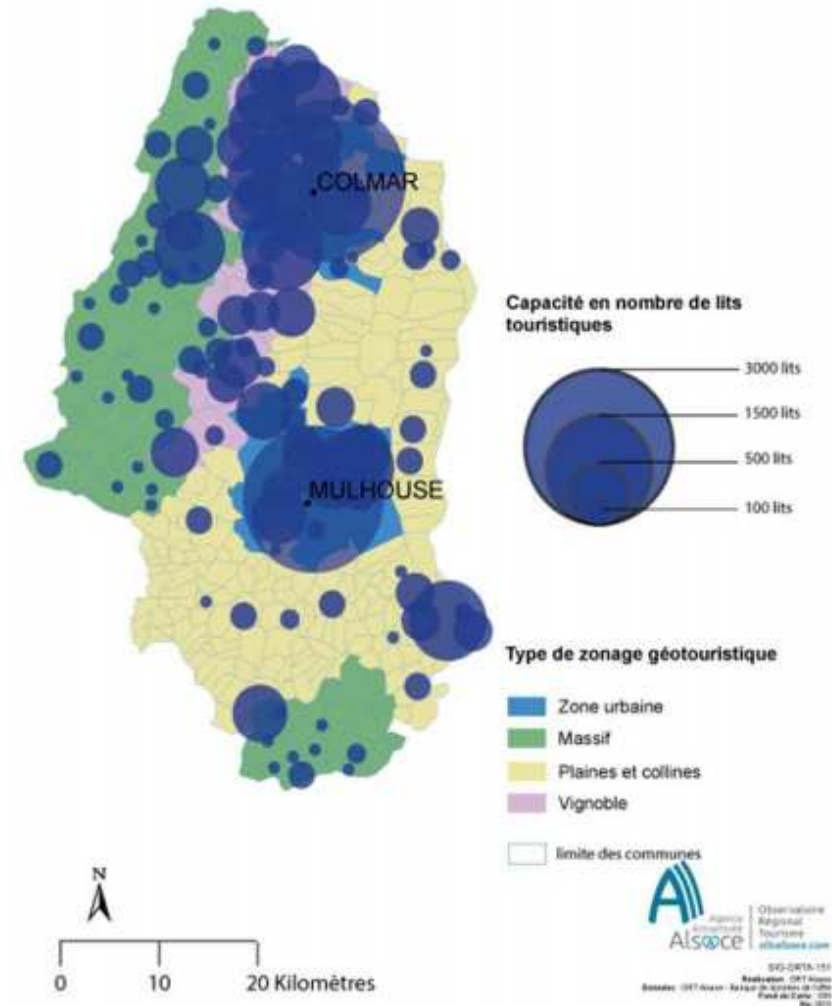 COLMAR
MULHOUSE
Capacité en nombre de lits
touristiques
3000 lits
1500 lits
500 lits
100 lits
Type de zonage géotouristique
Zone urbaine
Massif
Plaines et collines
Vignoble
limite des communes
N
0 10 20 Kilomètres
Agence
Attractivité
Alsace
Observatoire
Régional
Tourisme